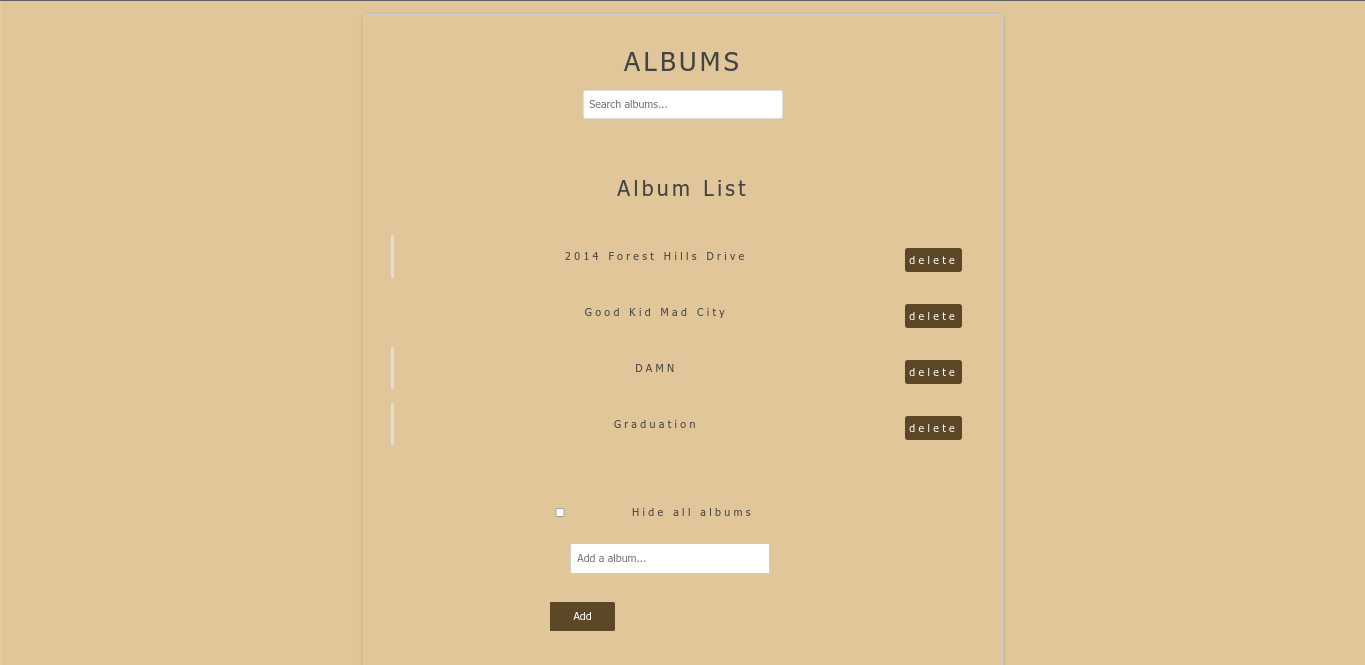 ALBUMS
Search albums...
Album List
2014 Forest Hills Drive
delete
Good Kid Mad City
delete
DAMN
delete
Graduation
delete
Hide all albums
Add a album...
Add